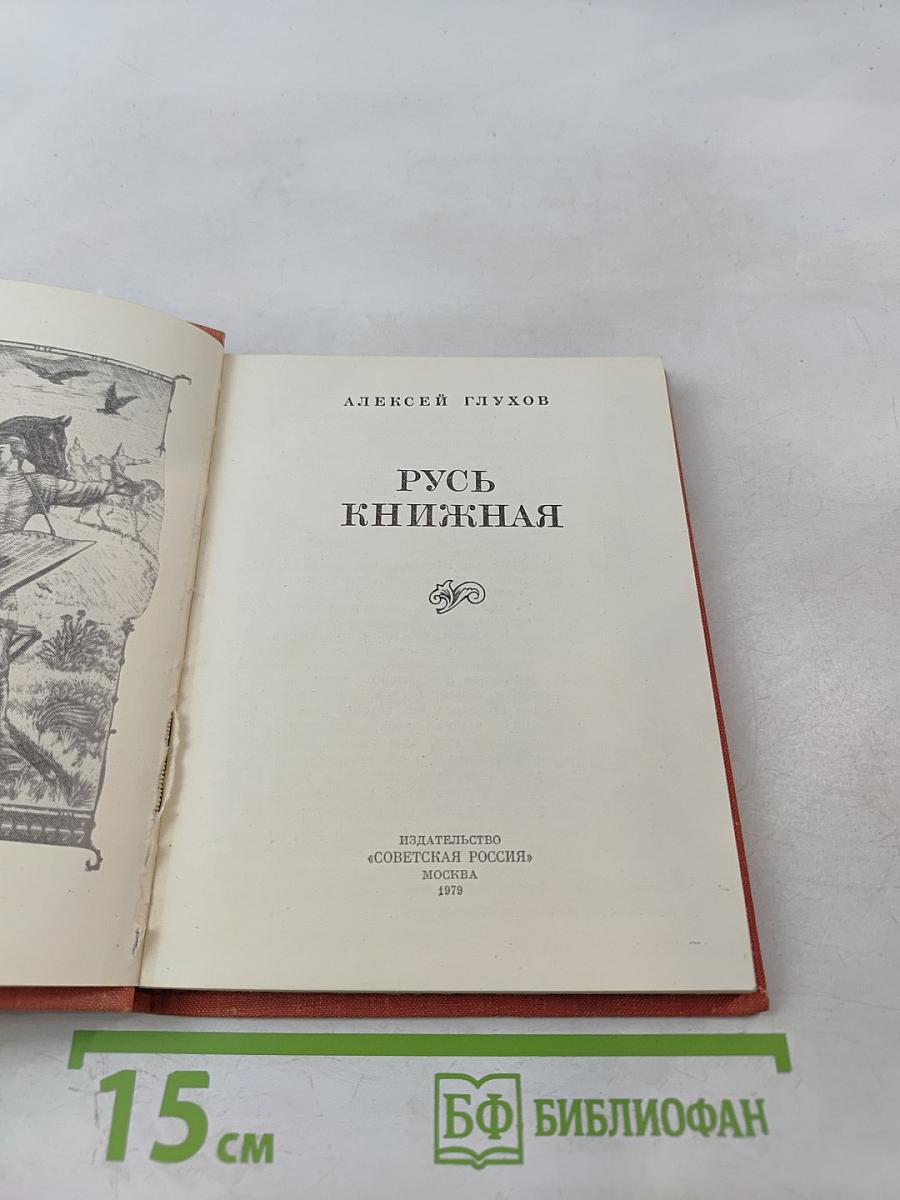 АЛЕКСЕЙ ГЛУХОВ
РУСЬ
КНИЖНАЯ
ИЗДАТЕЛЬСТВО
«СОВЕТСКАЯ РОССИЯ»
МОСКВА
1979
15 см
БФ БИБЛИОФАН